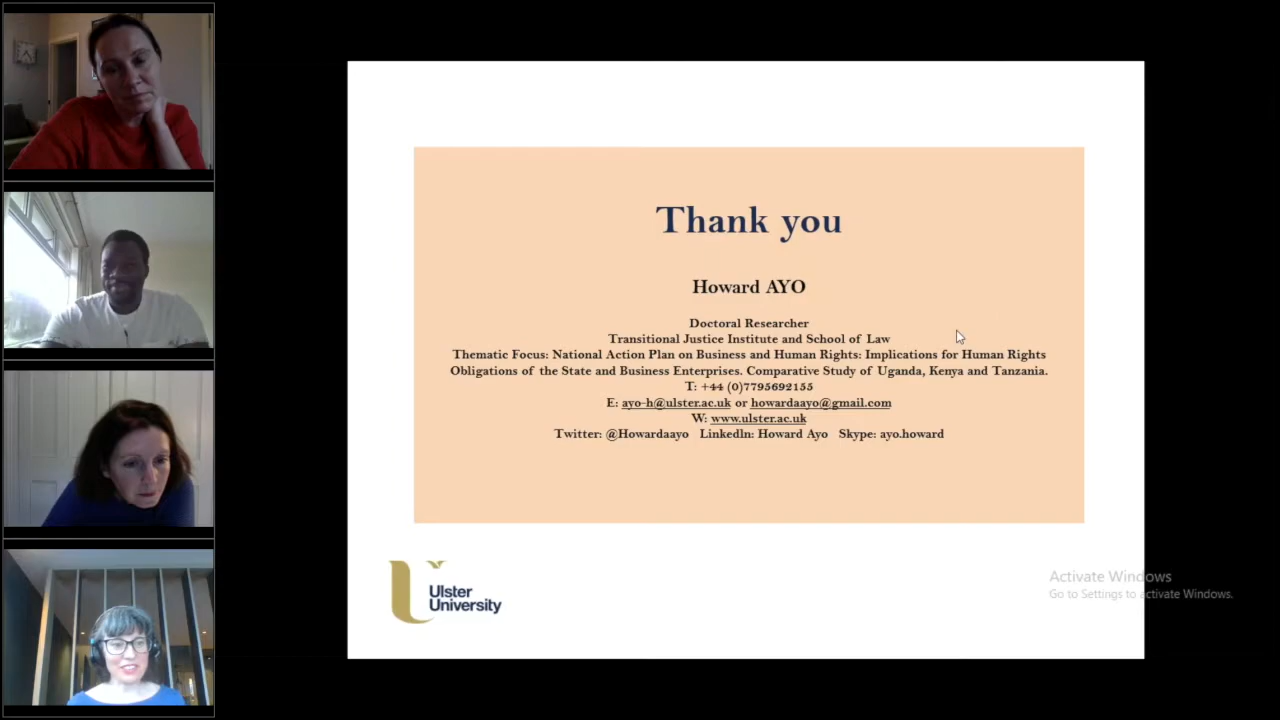 Thank you
Howard AYO
Doctoral Researcher
Transitional Justice Institute and School of Law
Thematic Focus: National Action Plan on Business and Human Rights: Implications for Human Rights
Obligations of the State and Business Enterprises. Comparative Study of Uganda, Kenya and Tanzania.
T: +44 (0)7795692155
E: ayo-h@ulster.ac.uk or howardaayo@gmail.com
W: www.ulster.ac.uk
Twitter: @Howardaayo LinkedIn: Howard Ayo Skype: ayo.howard
Ulster
University
Activate Windows
Go to Settings to activate Windows.